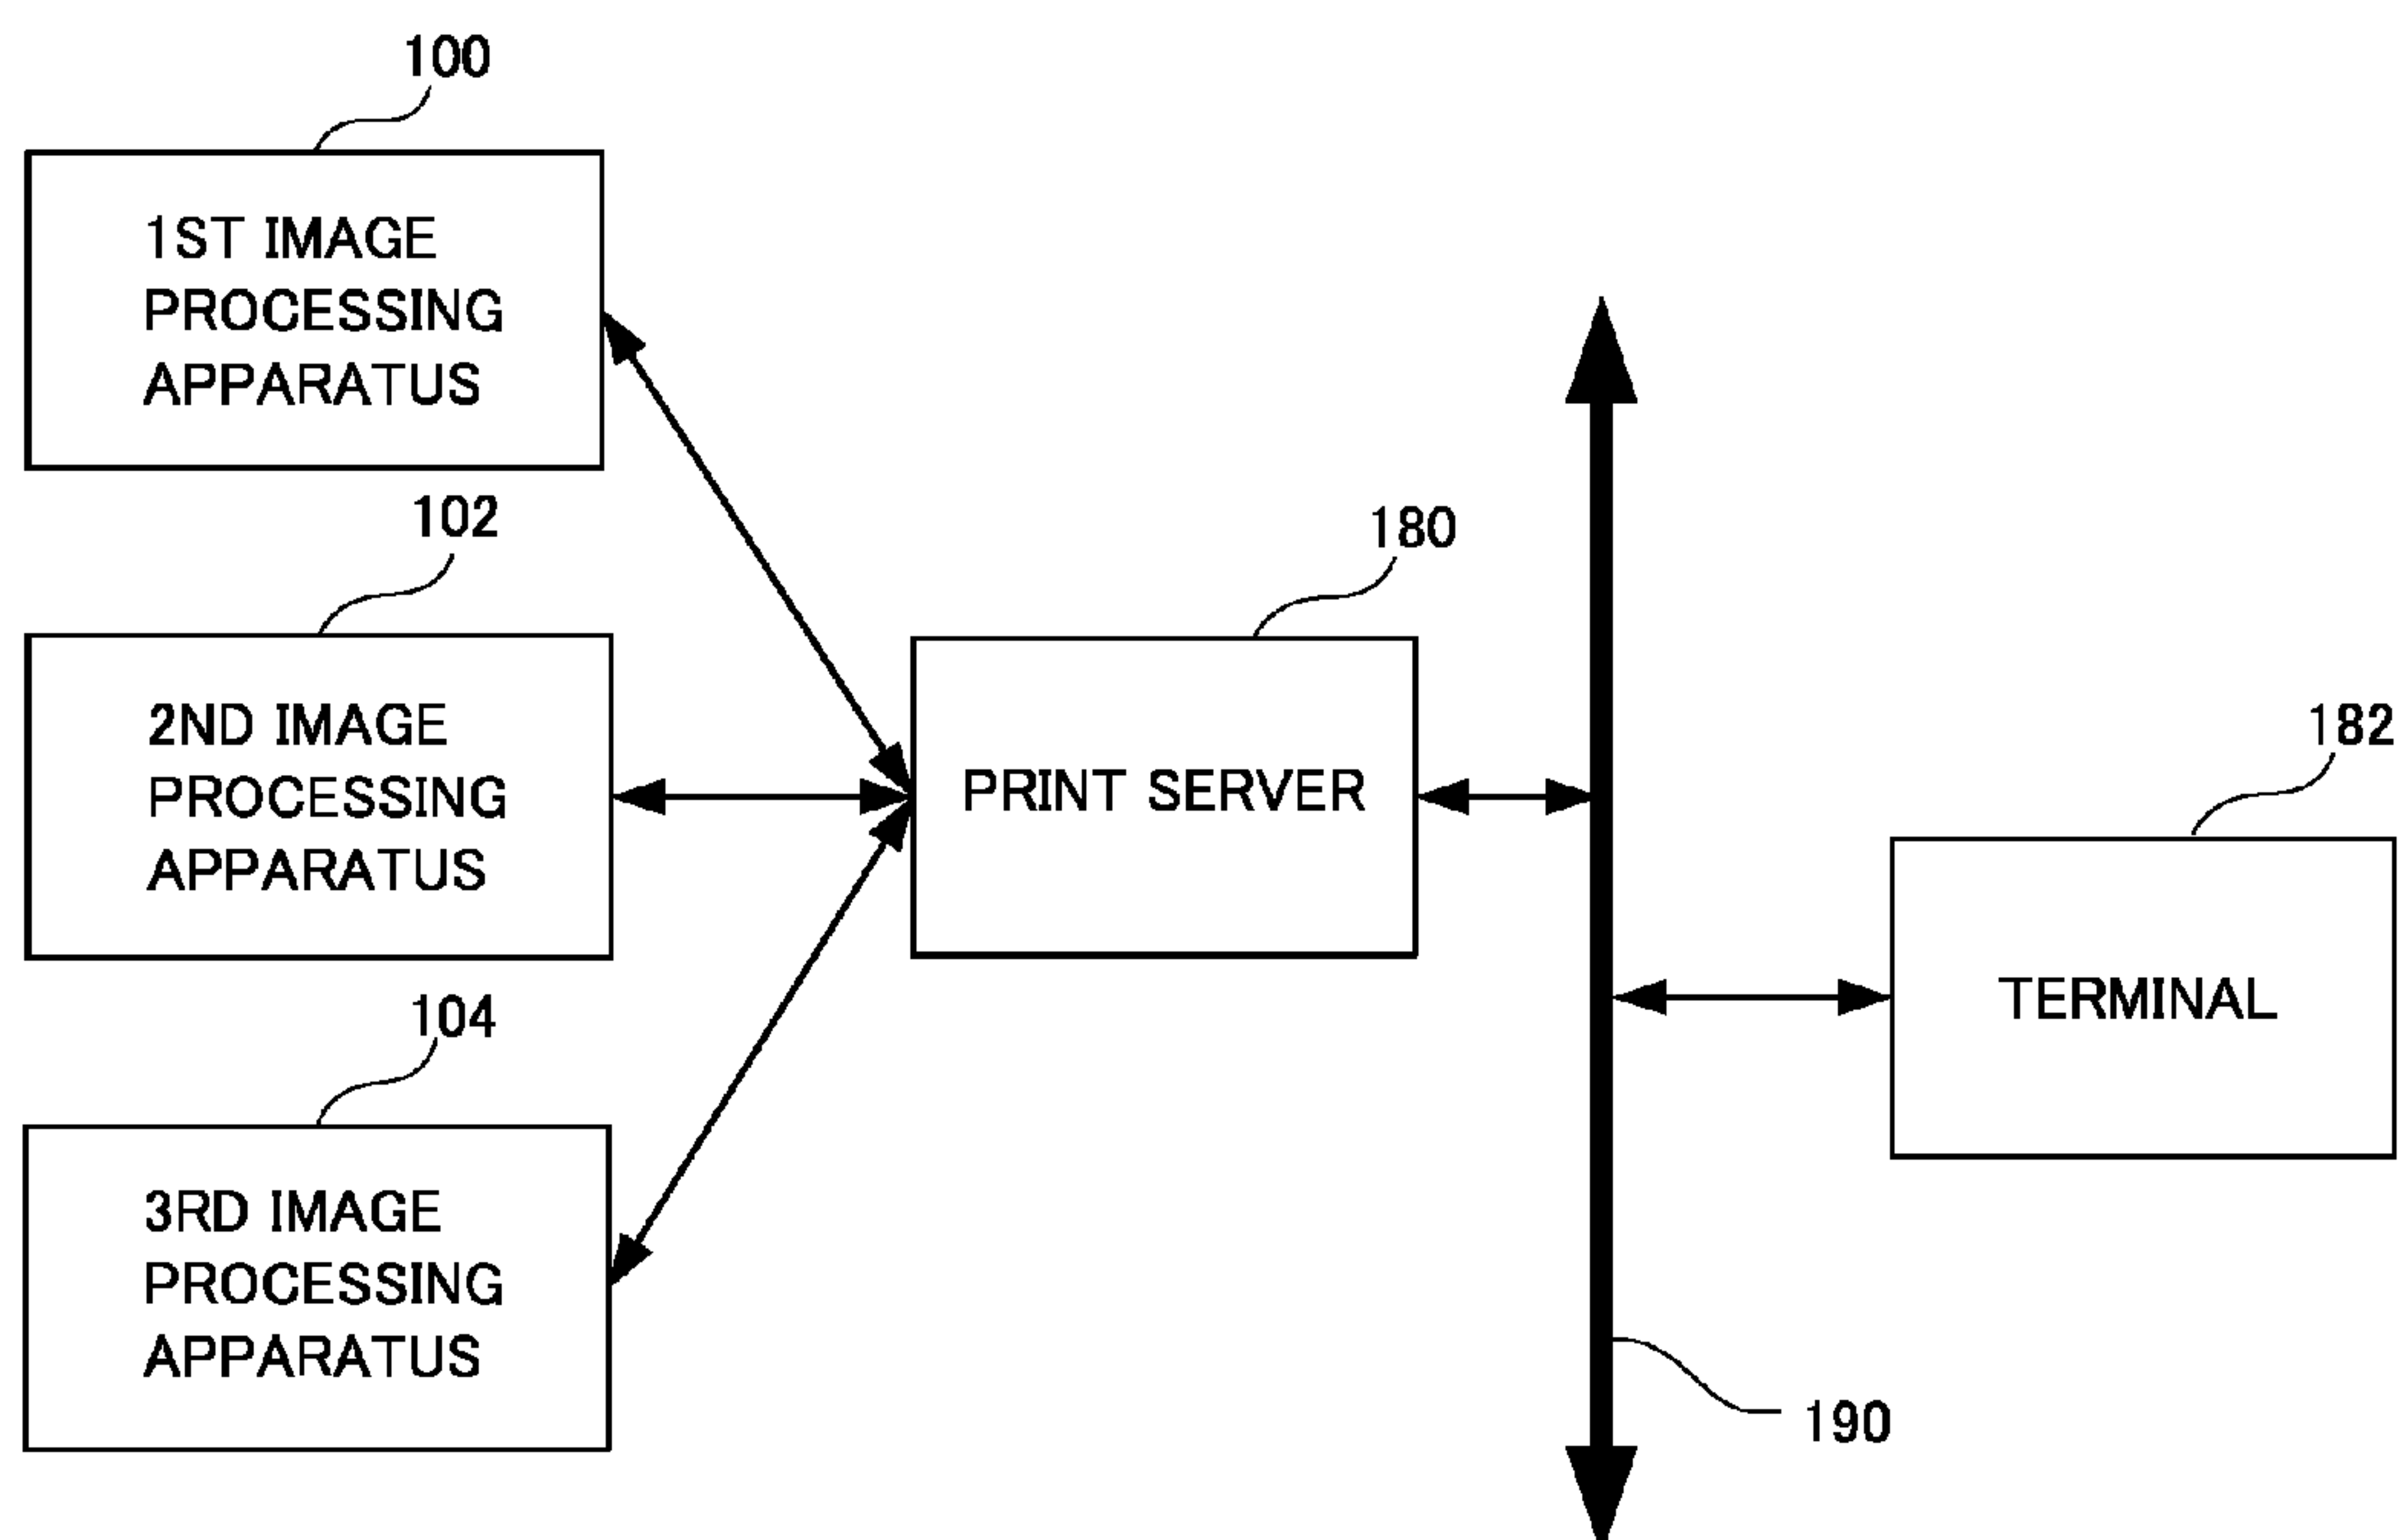 100
1ST IMAGE
PROCESSING
APPARATUS
102
2ND IMAGE
PROCESSING
APPARATUS
104
3RD IMAGE
PROCESSING
APPARATUS
180
PRINT SERVER
182
TERMINAL
190